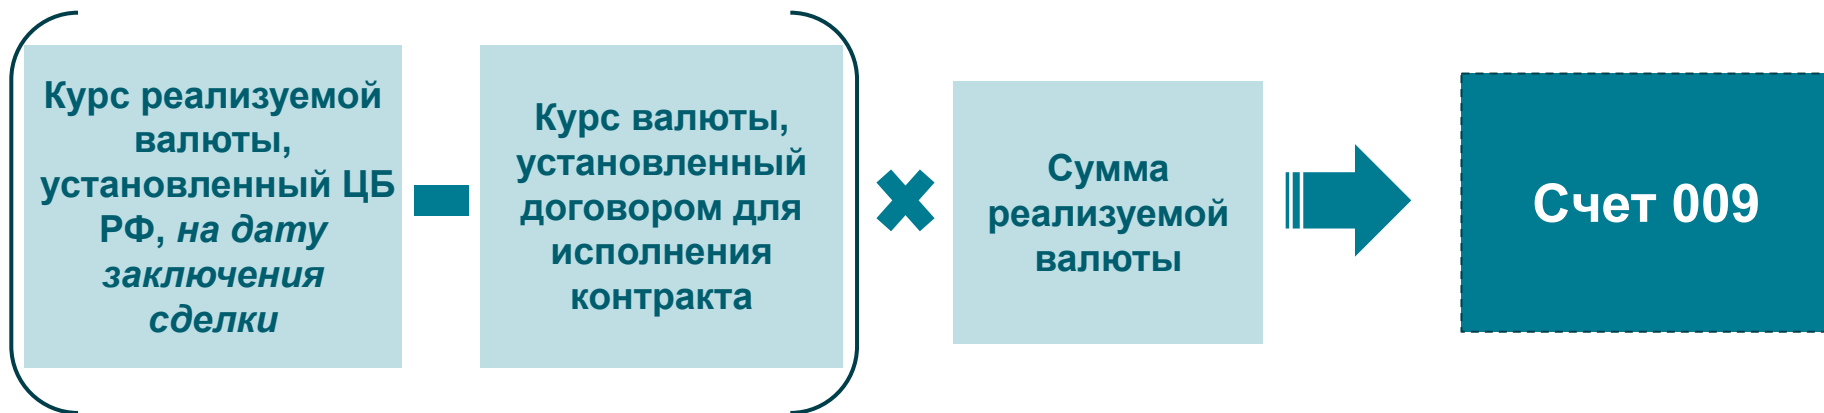 Курс реализуемой
валюты,
установленный ЦБ
РФ, на дату
заключения
сделки
Курс валюты,
установленный
договором для
исполнения
контракта
Сумма
реализуемой
валюты
Счет 009